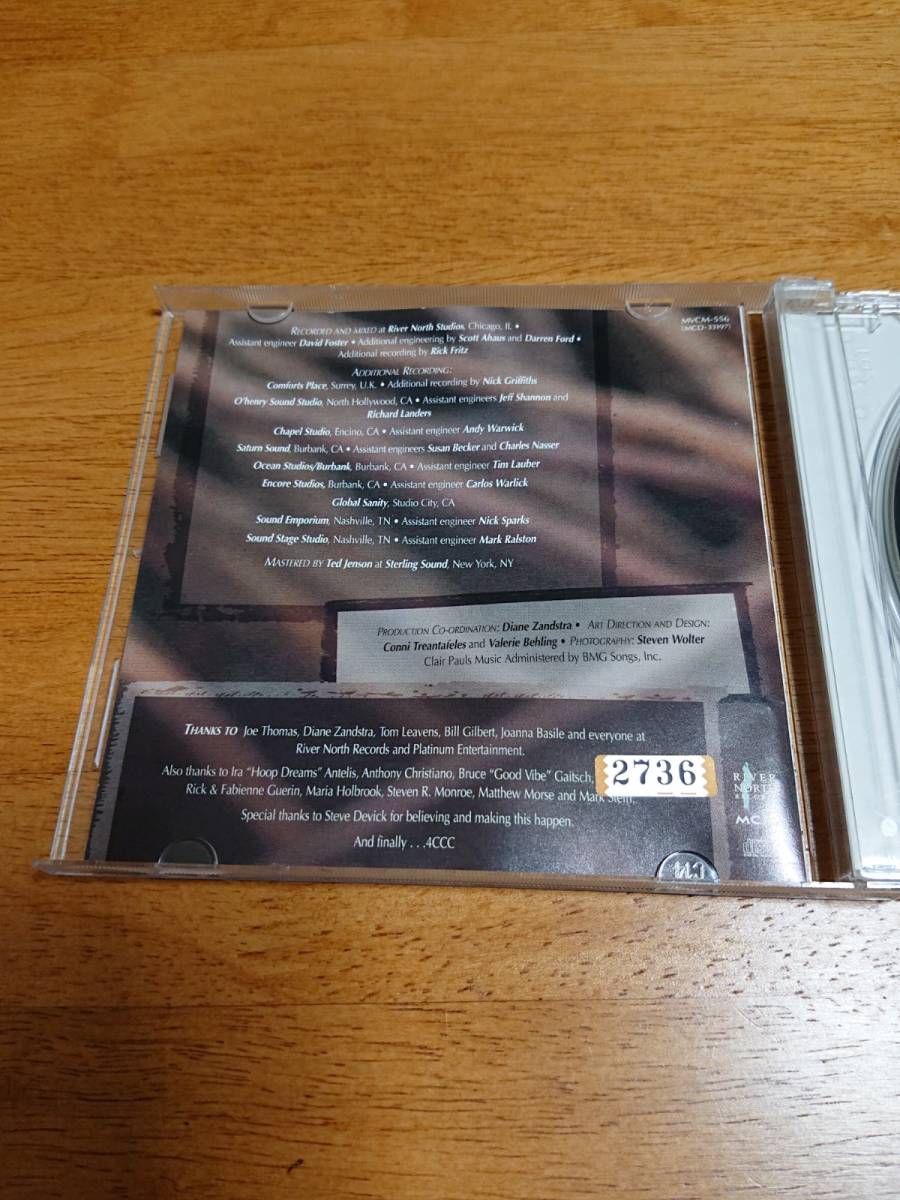 MVCM-556
(MCD-33197)
RECORDED AND MIXED at River North Studios, Chicago, IL •
Assistant engineer David Foster • Additional engineering by Scott Ahaus and Darren Ford •
Additional recording by Rick Fritz
ADDITIONAL RECORDING:
Comforts Place, Surrey, U.K. • Additional recording by Nick Griffiths
O'henry Sound Studio, North Hollywood, CA • Assistant engineers Jeff Shannon and
Richard Landers
Chapel Studio, Encino, CA • Assistant engineer Andy Warwick
Saturn Sound, Burbank, CA • Assistant engineers Susan Becker and Charles Nasser
Ocean Studios/Burbank, Burbank, CA • Assistant engineer Tim Lauber
Encore Studios, Burbank, CA • Assistant engineer Carlos Warlick
Global Sanity, Studio City, CA
Sound Emporium, Nashville, TN • Assistant engineer Nick Sparks
Sound Stage Studio, Nashville, TN • Assistant engineer Mark Ralston
MASTERED BY Ted Jenson at Sterling Sound, New York, NY
PRODUCTION CO-ORDINATION: Diane Zandstra • ART DIRECTION AND DESIGN:
Conni Treantafeles and Valerie Behling • PHOTOGRAPHY: Steven Wolter
Clair Pauls Music Administered by BMG Songs, Inc.
THANKS TO Joe Thomas, Diane Zandstra, Tom Leavens, Bill Gilbert, Joanna Basile and everyone at
River North Records and Platinum Entertainment.
Also thanks to Ira "Hoop Dreams" Antelis, Anthony Christiano, Bruce "Good Vibe" Gaitsch,
2736
Rick & Fabienne Guerin, Maria Holbrook, Steven R. Monroe, Matthew Morse and Mark Stein.
Special thanks to Steve Devick for believing and making this happen.
And finally . . .4CCC
RIVER
NORTH